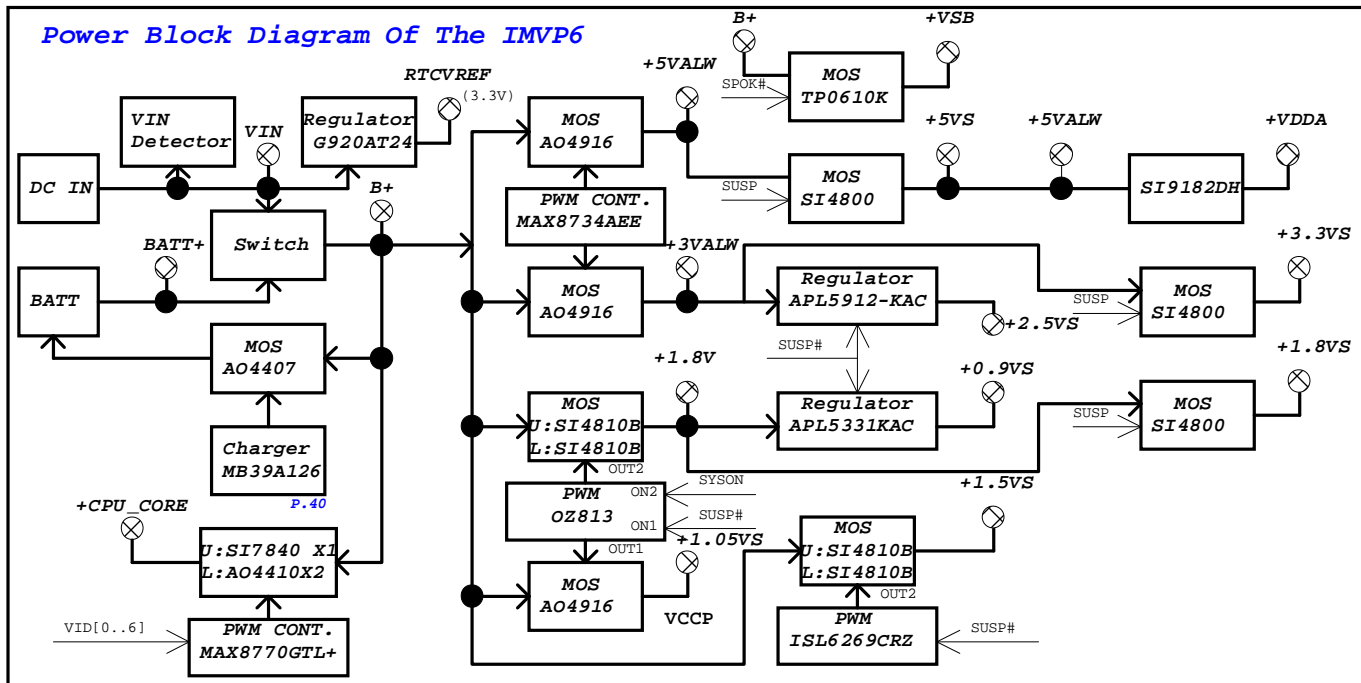 Power Block Diagram Of The IMVP6
B+
+VSB
MOS
TP0610K
SPOK#
RTCVREF
(3.3V)
+5VALW
VIN
Detector
VIN
Regulator
G920AT24
MOS
AO4916
+5VS
+5VALW
+VDDA
DC IN
B+
SUSP
MOS
SI4800
SI9182DH
PWM CONT.
MAX8734AEE
BATT+
Switch
+3VALW
+3.3VS
BATT
MOS
AO4916
Regulator
APL5912-KAC
SUSP
MOS
SI4800
+2.5VS
MOS
AO4407
+1.8V
SUSP#
+0.9VS
+1.8VS
MOS
U:SI4810B
L:SI4810B
Regulator
APL5331KAC
SUSP
MOS
SI4800
Charger
MB39A126
P.40
OUT2
PWM
OZ813
ON2
ON1
SYSON
SUSP#
+1.5VS
+CPU_CORE
OUT1
+1.05VS
MOS
U:SI4810B
L:SI4810B
U:SI7840 X1
L:AO4410X2
MOS
AO4916
VCCP
OUT2
VID[0..6]
PWM CONT.
MAX8770GTL+
PWM
ISL6269CRZ
SUSP#